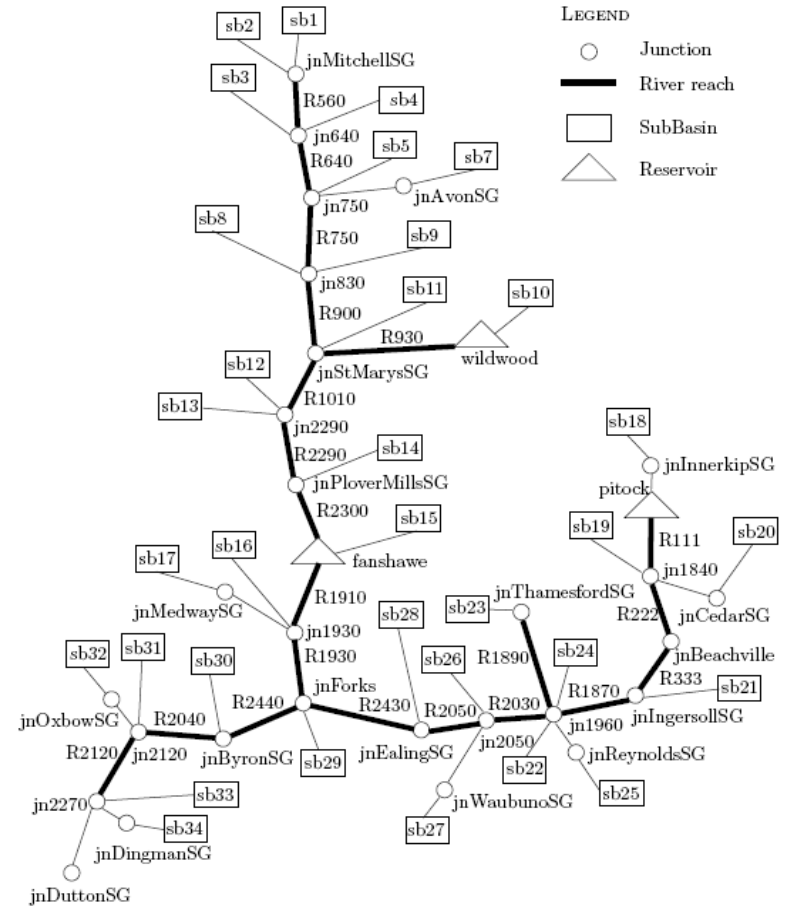 LEGEND
Junction
River reach
SubBasin
Reservoir
sb1
sb2
jnMitchellSG
sb3
R560
sb4
jn640
sb5
R640
sb7
jnAvonSG
jn750
sb8
R750
sb9
jn830
sb11
sb10
R900
R930
wildwood
jnStMarysSG
sb12
R1010
sb13
jn2290
sb14
R2290
jnPloverMillsSG
R2300
sb15
fanshawe
sb16
sb17
R1910
jnMedwaySG
jn1930
R1930
sb18
jnInnerkipSG
pitock
sb19
sb20
R111
jn1840
jnThamesfordSG
R222
jnCedarSG
sb23
sb28
jnBeachville
R1890
sb24
R333
sb26
sb21
R1870
jnIngersollSG
R2030
jn1960
R2050
jn2050
jnReynoldsSG
sb22
sb25
jnWaubunoSG
sb27
R2430
jnEalingSG
jnForks
sb29
R2440
sb30
jnByronSG
sb31
sb32
R2040
jnOxbowSG
jn2120
R2120
sb33
jn2270
sb34
jnDingmanSG
jnDuttonSG